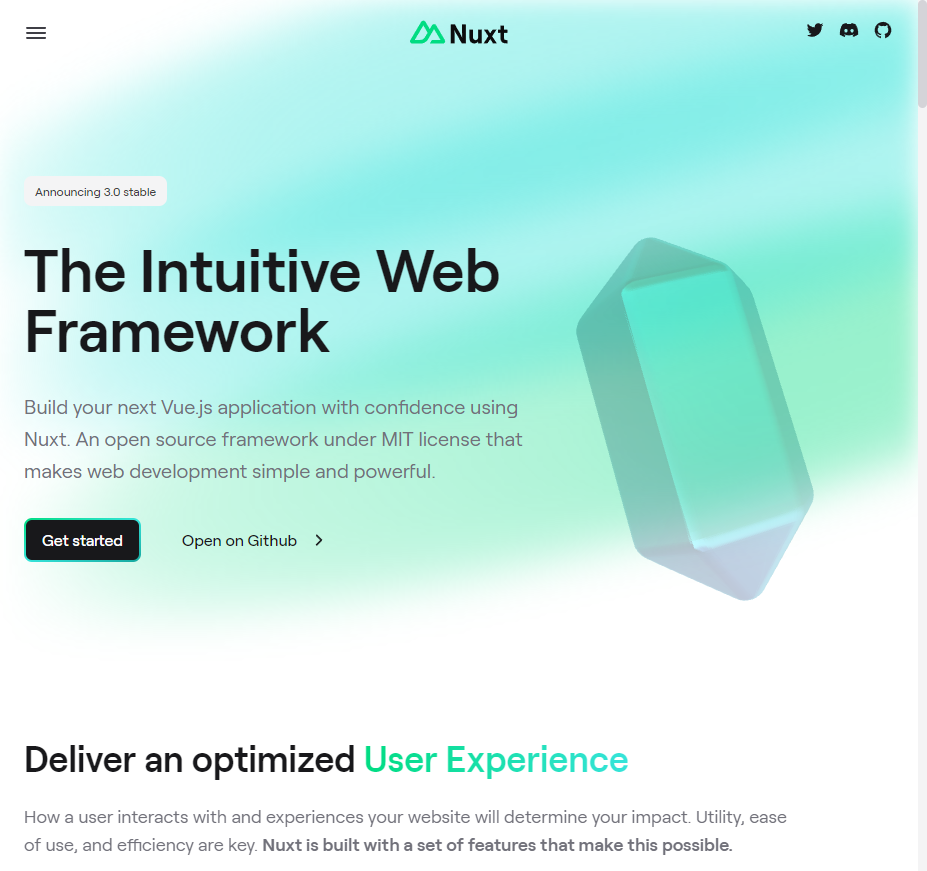 Nuxt
Announcing 3.0 stable
The Intuitive Web
Framework
Build your next Vue.js application with confidence using
Nuxt. An open source framework under MIT license that
makes web development simple and powerful.
Get started
Open on Github
Deliver an optimized User Experience
How a user interacts with and experiences your website will determine your impact. Utility, ease
of use, and efficiency are key. Nuxt is built with a set of features that make this possible.